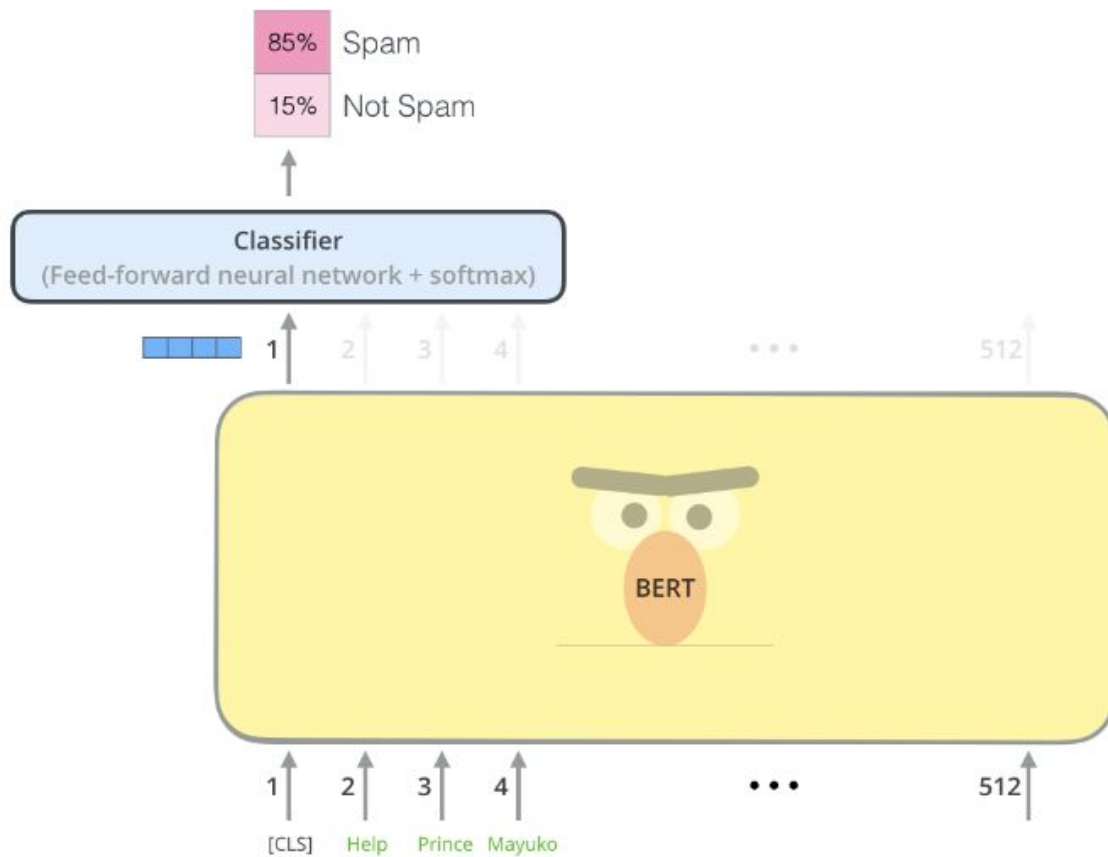 85% Spam
15% Not Spam
Classifier
(Feed-forward neural network + softmax)
1 2 3 4 ••• 512
BERT
1 2 3 4 ••• 512
[CLS] Help Prince Mayuko